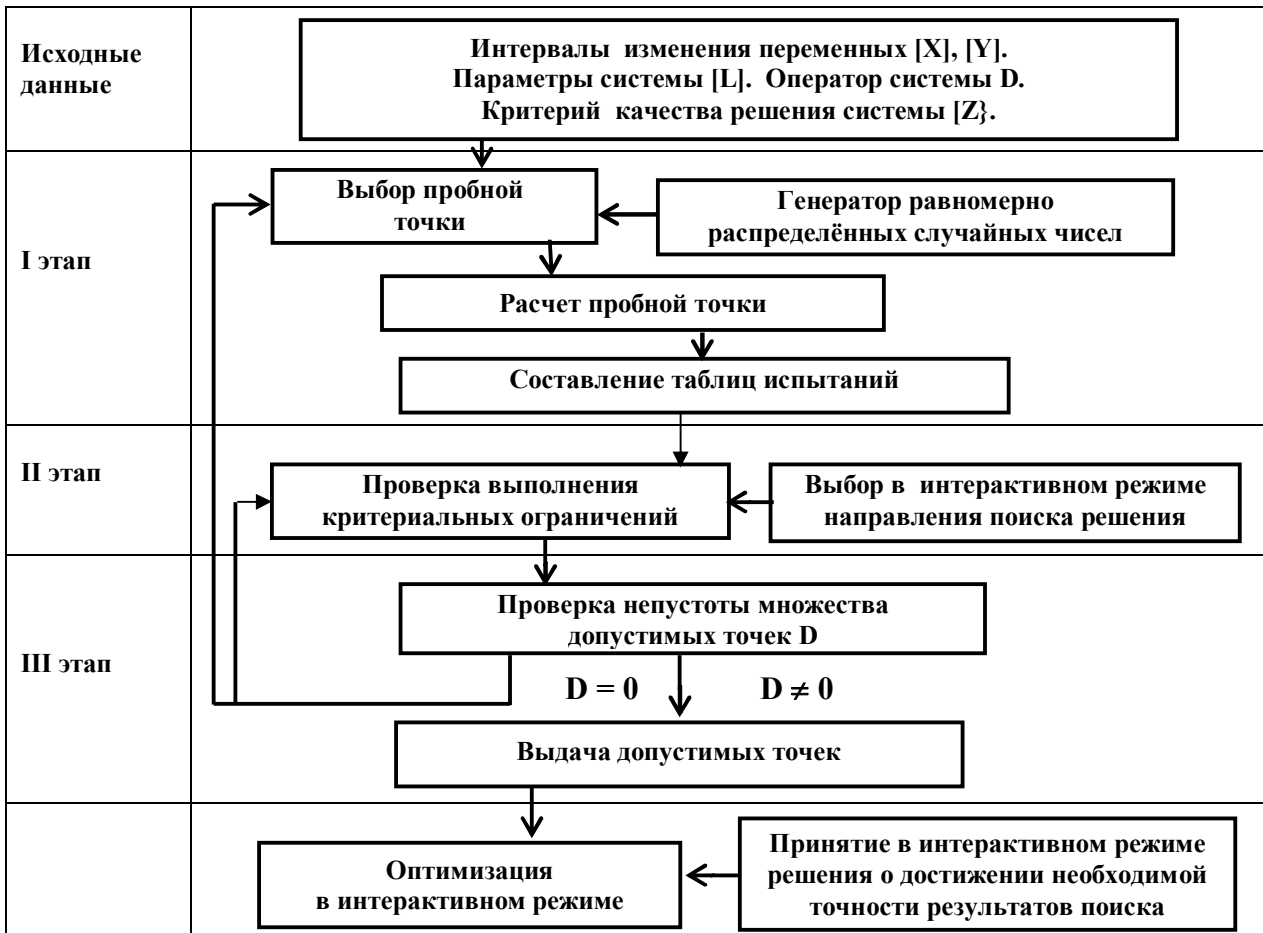 Исходные
данные
Интервалы изменения переменных [X], [Y].
Параметры системы [L]. Оператор системы D.
Критерий качества решения системы [Z}.
I этап
Выбор пробной
точки
Генератор равномерно
распределённых случайных чисел
Расчет пробной точки
Составление таблиц испытаний
II этап
Проверка выполнения
критериальных ограничений
Выбор в интерактивном режиме
направления поиска решения
III этап
Проверка непустоты множества
допустимых точек D
D = 0 D ≠ 0
Выдача допустимых точек
Оптимизация
в интерактивном режиме
Принятие в интерактивном режиме
решения о достижении необходимой
точности результатов поиска